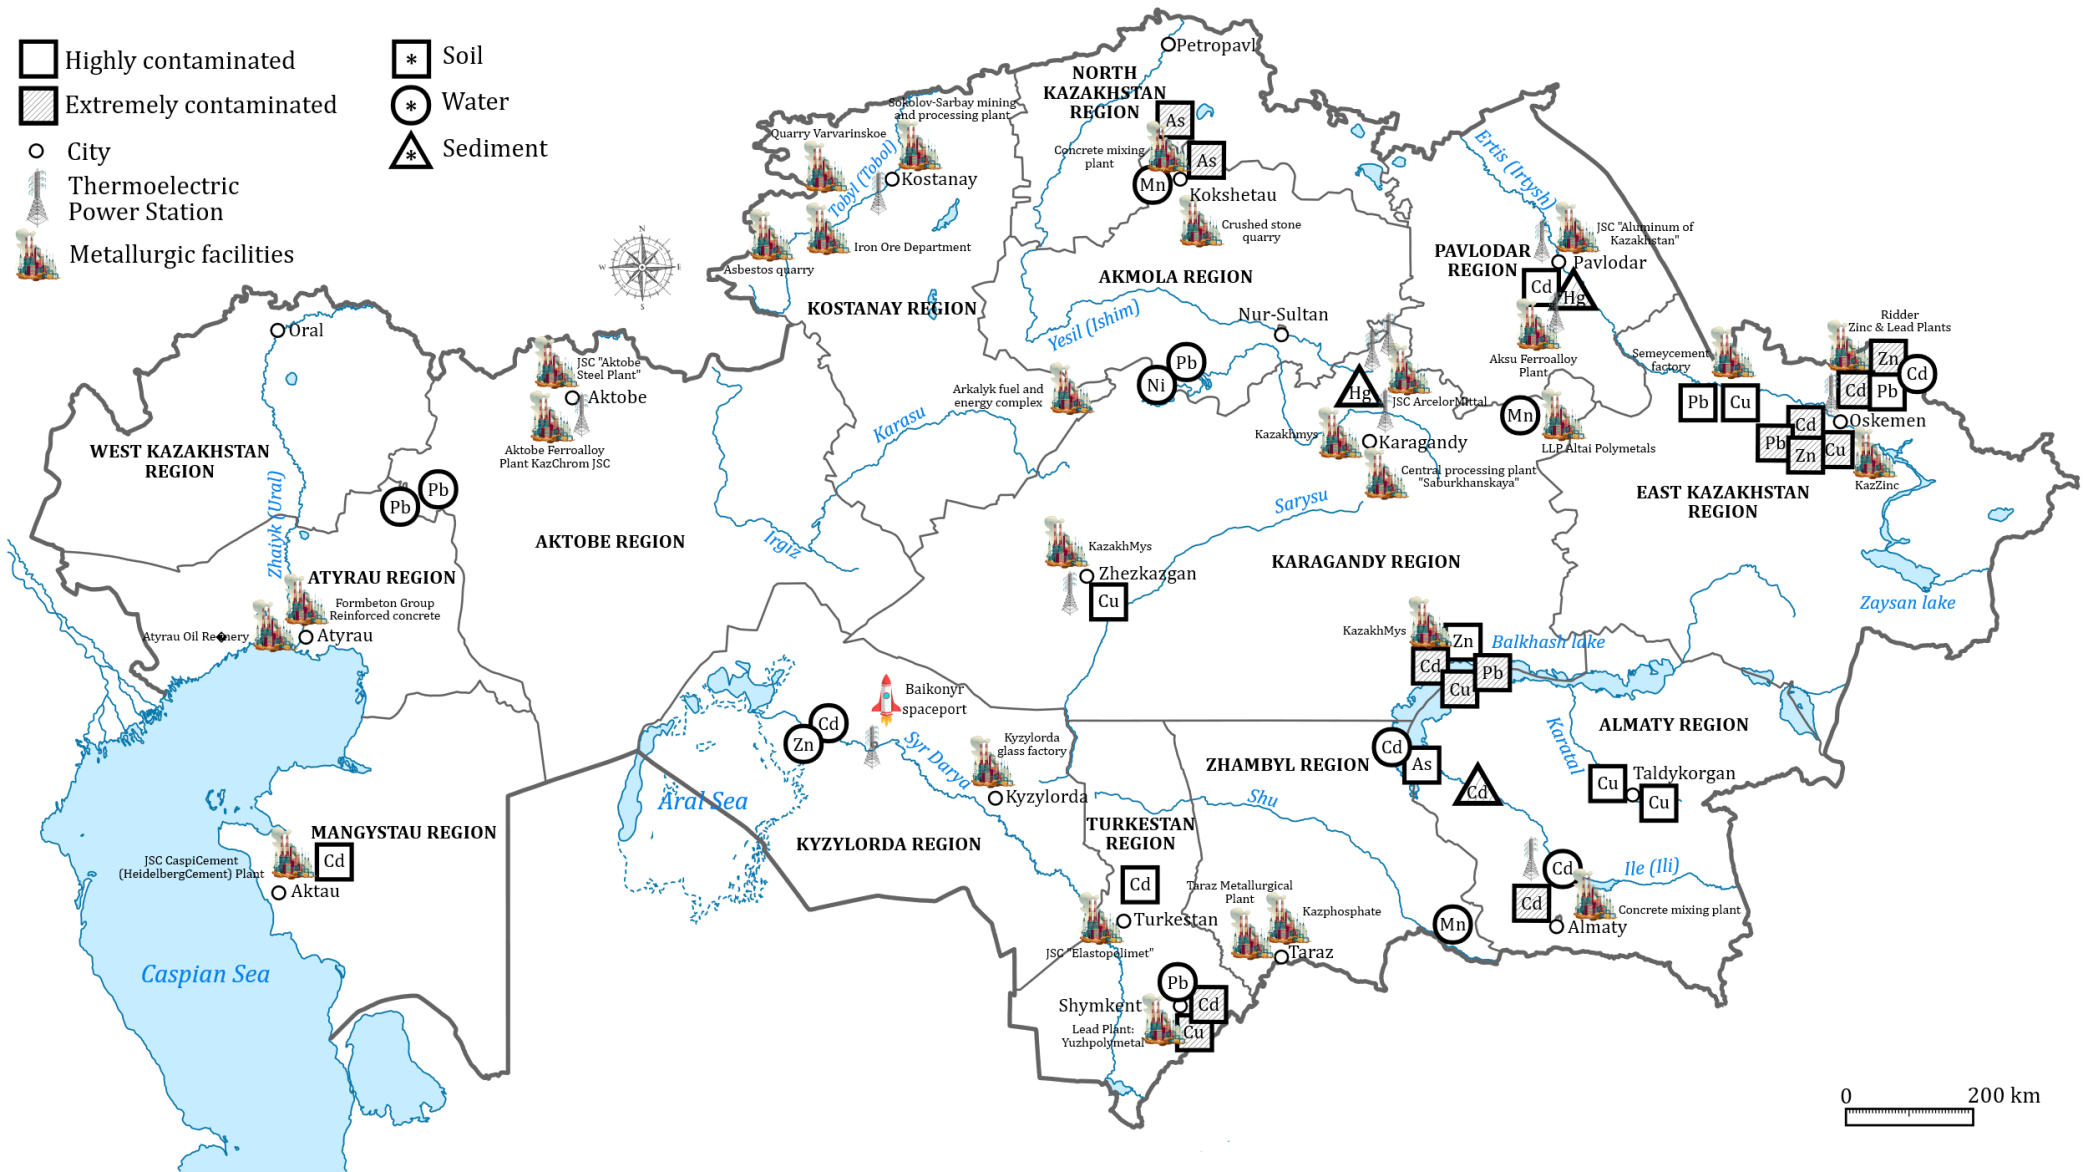 Highly contaminated
Extremely contaminated
City
Thermoelectric
Power Station
Metallurgic facilities
* Soil
* Water
* Sediment
N
W
E
S
Petropavl
NORTH
KAZAKHSTAN
REGION
As
Concrete mixing
plant
As
Mn
Kokshetau
Crushed stone
quarry
Sokolov-Sarbay mining
and processing plant
Quarry Varvarinskoe
Tobyl (Tobol)
Kostanay
Iron Ore Department
Asbestos quarry
KOSTANAY REGION
AKMOLA REGION
Yesil (Ishim)
Nur-Sultan
Pb
Ni
Arkalyk fuel and
energy complex
Ertis (Irtysh)
JSC "Aluminum of
Kazakhstan"
PAVLODAR
REGION
Pavlodar
Cd
Hg
Aksu Ferroalloy
Plant
Semeycement
factory
Ridder
Zinc & Lead Plants
Zn
Cd
Cd
Pb
Pb
Cu
Oskemen
Cd
Pb
Zn
Cu
KazZinc
EAST KAZAKHSTAN
REGION
Zaysan lake
Hg
JSC ArcelorMittal
Mn
LLP Altai Polymetals
Kazakhmys
Karagandy
Central processing plant
"Saburkhanskaya"
Sarysu
KARAGANDY REGION
KazakhMys
Zhezkazgan
Cu
Oral
WEST KAZAKHSTAN
REGION
Zhaiyk (Ural)
JSC "Aktobe
Steel Plant"
Aktobe
Aktobe Ferroalloy
Plant KazChrom JSC
Pb
Pb
AKTOBE REGION
Karasu
Irgiz
ATYRAU REGION
Formbeton Group
Reinforced concrete
Atyrau Oil Re�nery
Atyrau
MANGYSTAU REGION
JSC CaspiCement
(HeidelbergCement) Plant
Cd
Aktau
Caspian Sea
Aral Sea
Cd
Zn
Baikonyr
spaceport
Syr Darya
Kyzylorda
glass factory
Kyzylorda
KYZYLORDA REGION
KazakhMys
Zn
Cd
Cu
Pb
Balkhash lake
Karatal
ALMATY REGION
Cd
As
Cd
Cu
Taldykorgan
Cu
ZHAMBYL REGION
Shu
TURKESTAN
REGION
Cd
Turkestan
JSC "Elastopolimet"
Taraz Metallurgical
Plant
Kazphosphate
Taraz
Mn
Cd
Ile (Ili)
Cd
Concrete mixing plant
Almaty
Pb
Shymkent
Cd
Cu
Lead Plant:
Yuzhpolymetal
0 200 km